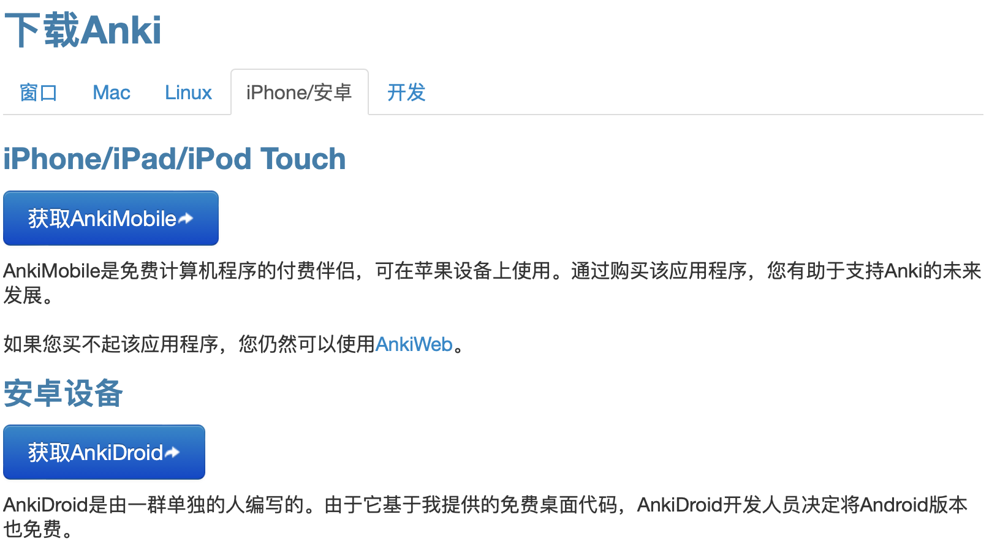 下载Anki
窗口 Mac Linux iPhone/安卓 开发
iPhone/iPad/iPod Touch
获取AnkiMobile
AnkiMobile是免费计算机程序的付费伴侣，可在苹果设备上使用。通过购买该应用程序，您有助于支持Anki的未来
发展。
如果您买不起该应用程序，您仍然可以使用AnkiWeb。
安卓设备
获取AnkiDroid
AnkiDroid是由一群单独的人编写的。由于它基于我提供的免费桌面代码，AnkiDroid开发人员决定将Android版本
也免费。